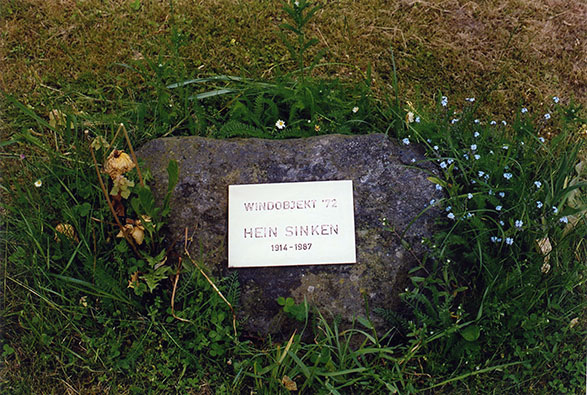 WINDOBJEKT '72
HEIN SINKEN
1914-1987